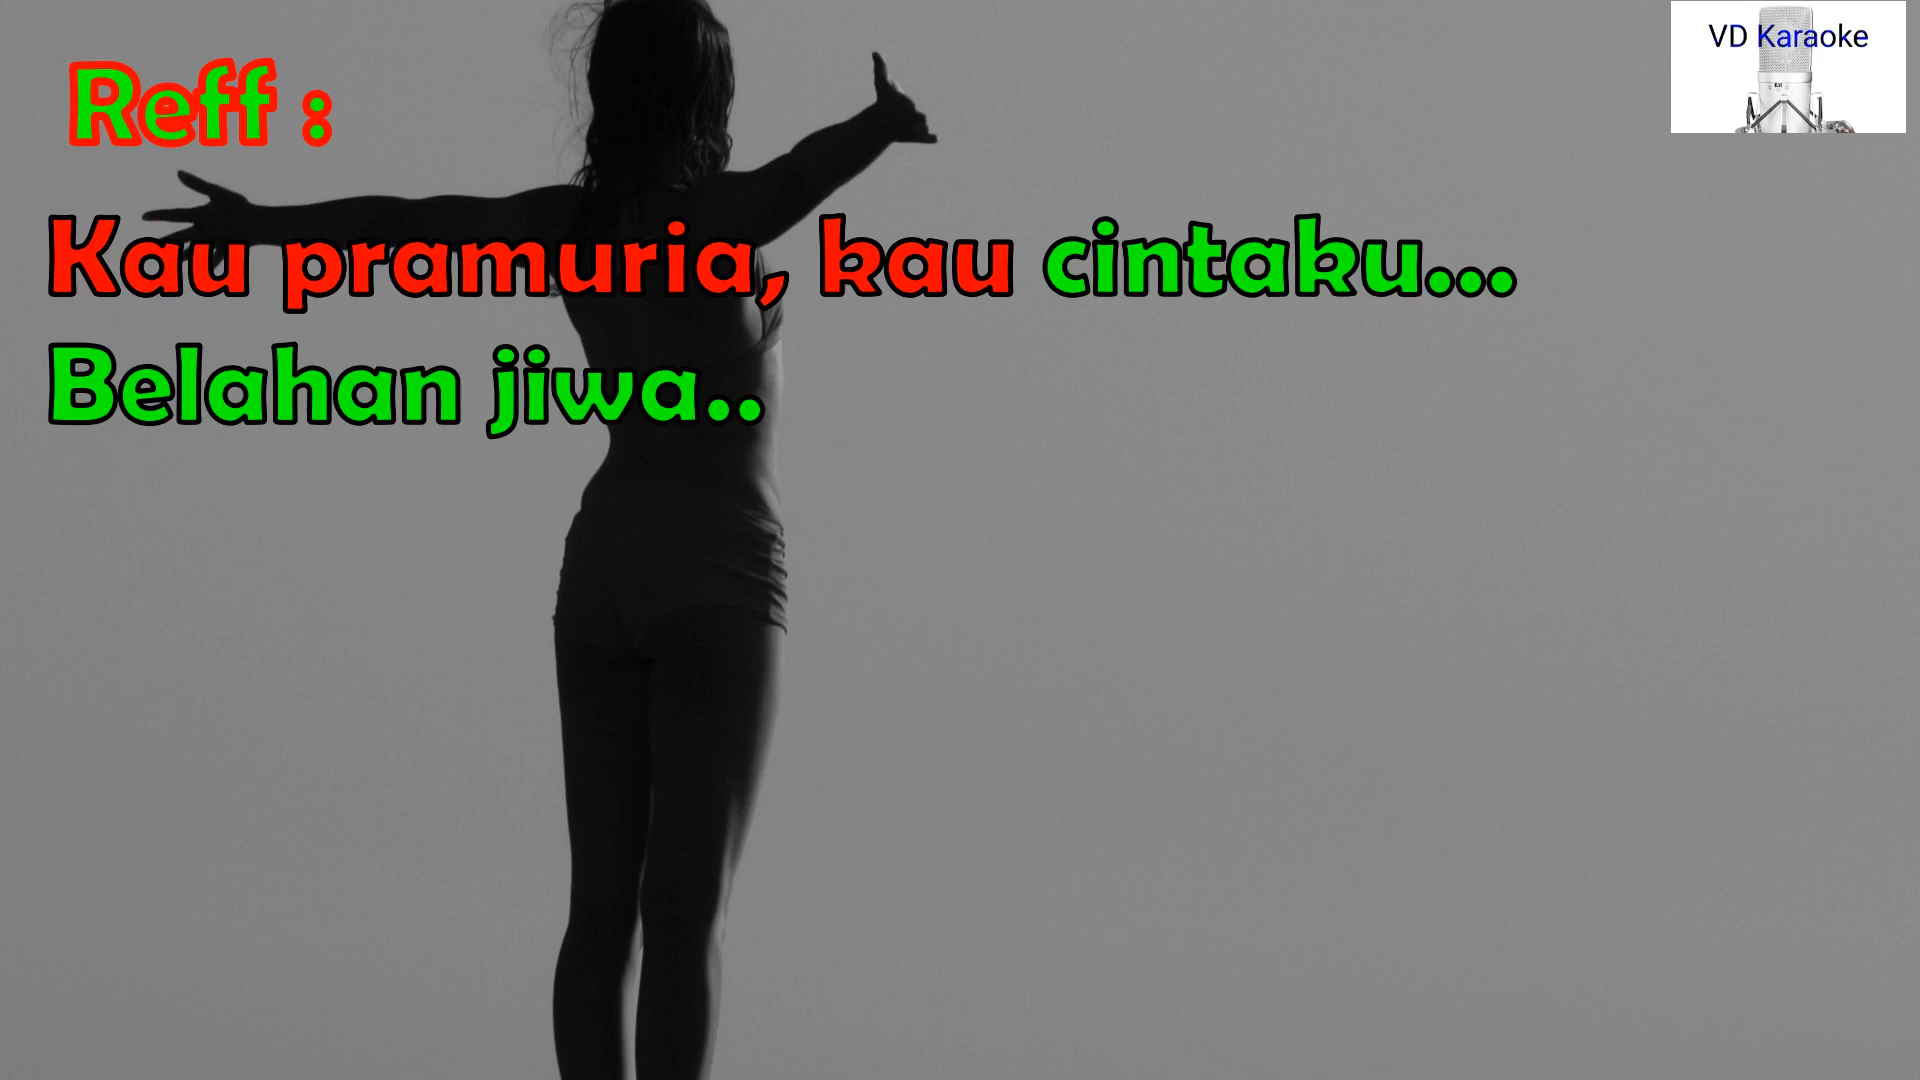 VD Karaoke
Reff :
Kau pramuria, kau cintaku...
Belahan jiwa..